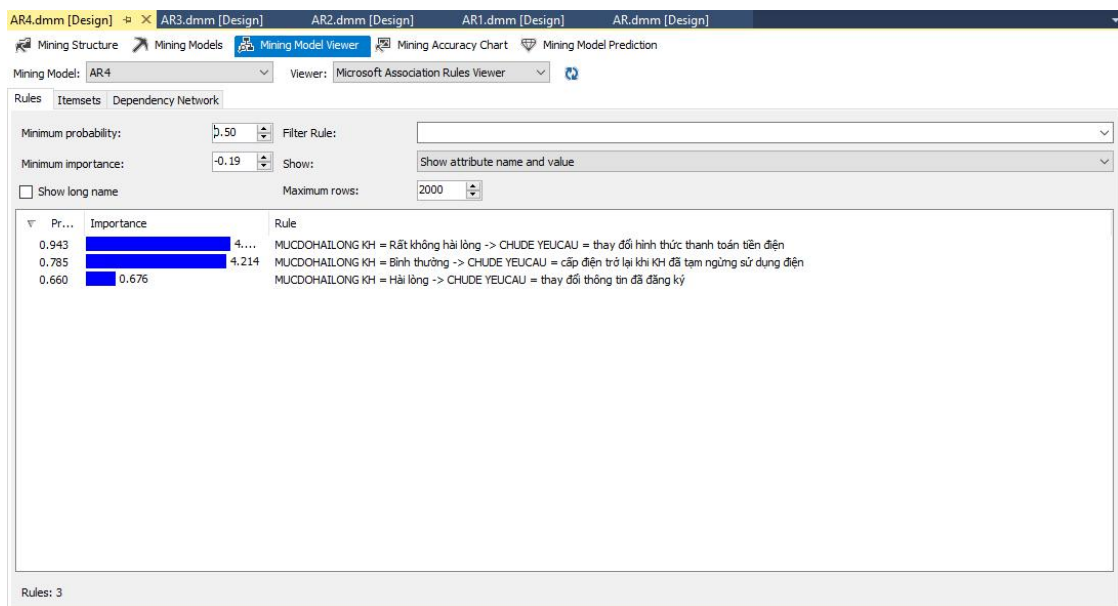 AR4.dmm [Design] AR3.dmm [Design] AR2.dmm [Design] AR1.dmm [Design] AR.dmm [Design]
Mining Structure Mining Models Mining Model Viewer Mining Accuracy Chart Mining Model Prediction
Mining Model: AR4 Viewer: Microsoft Association Rules Viewer
Rules Itemsets Dependency Network
Minimum probability: 0.50 Filter Rule:
Minimum importance: -0.19 Show: Show attribute name and value
Show long name Maximum rows: 2000
Pr... Importance Rule
0.943 4.... MUCDOHAILONG KH = Rất không hài lòng -> CHUDE YEUCAU = thay đổi hình thức thanh toán tiền điện
0.785 4.214 MUCDOHAILONG KH = Bình thường -> CHUDE YEUCAU = cấp điện trở lại khi KH đã tạm ngừng sử dụng điện
0.660 0.676 MUCDOHAILONG KH = Hài lòng -> CHUDE YEUCAU = thay đổi thông tin đã đăng ký
Rules: 3